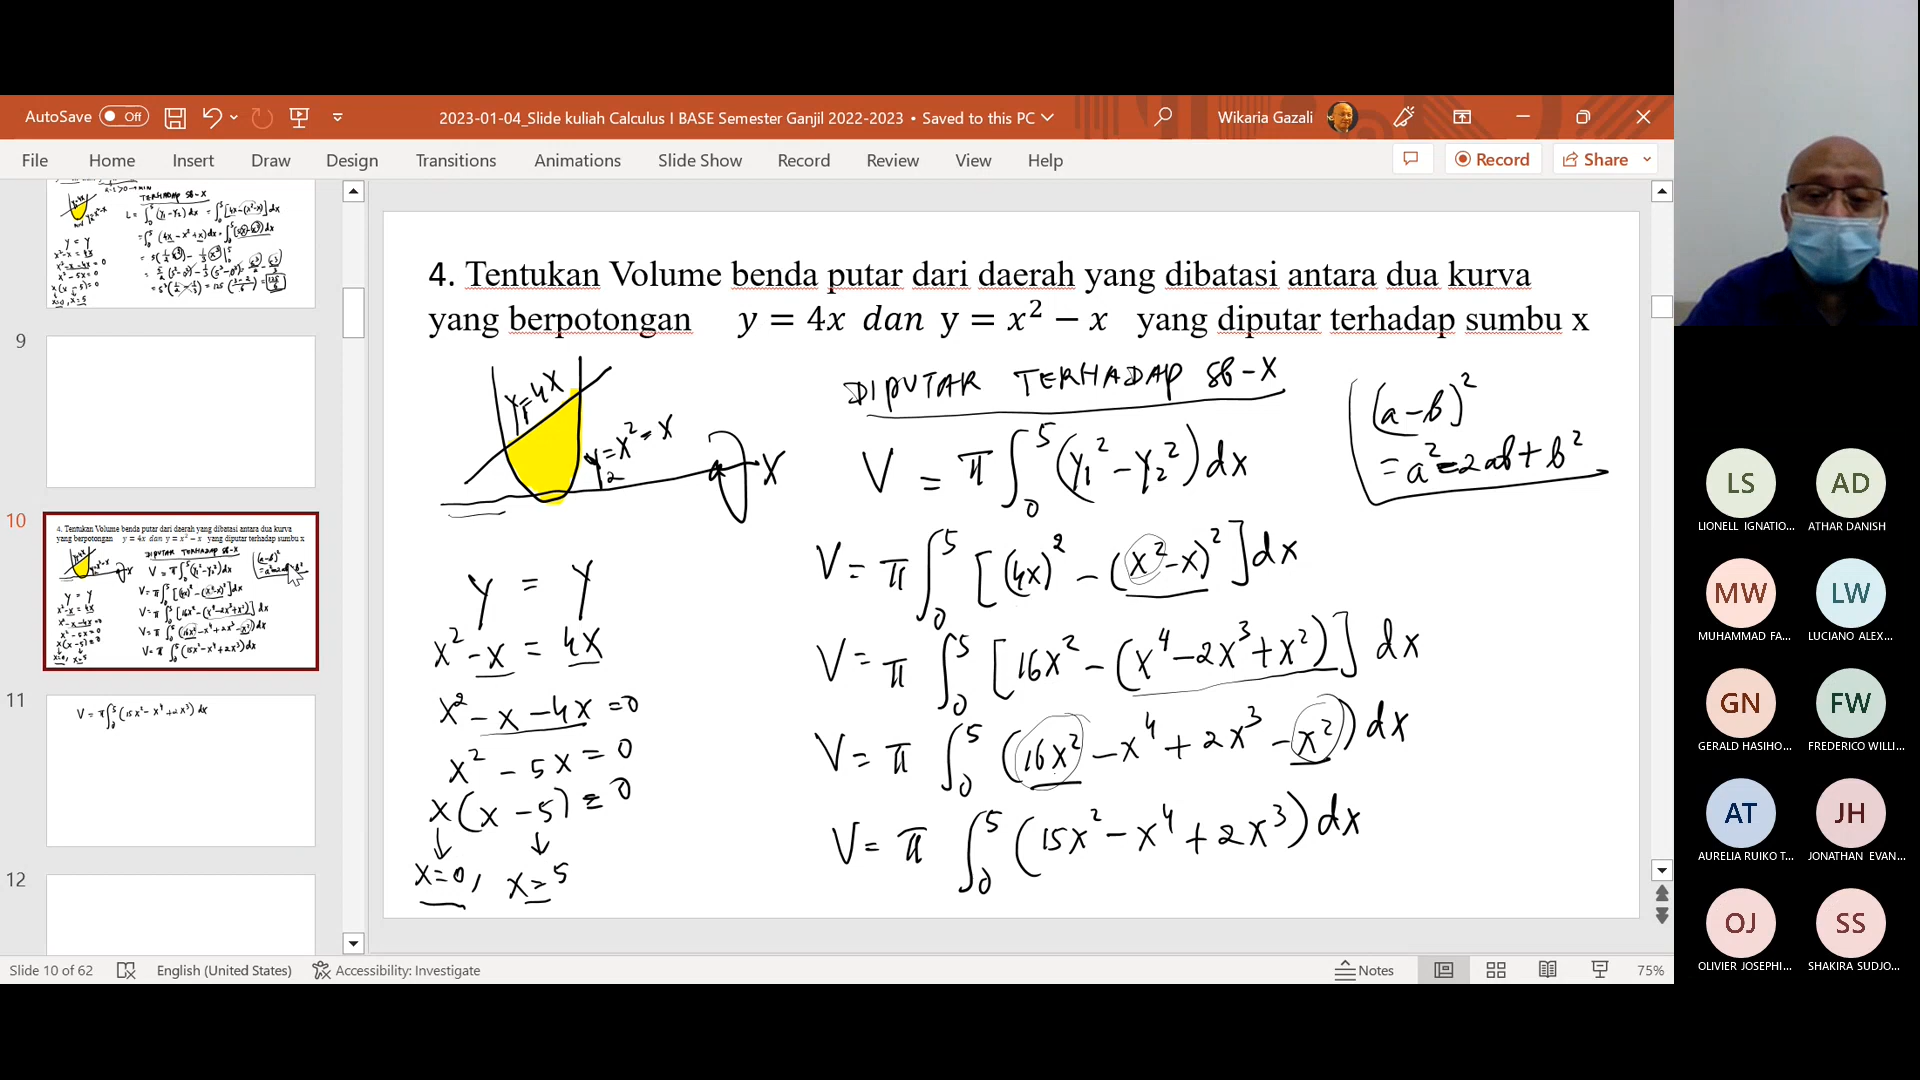 AutoSave Off
2023-01-04_Slide kuliah Calculus I BASE Semester Ganjil 2022-2023 • Saved to this PC
Wikaria Gazali
File Home Insert Draw Design Transitions Animations Slide Show Record Review View Help
Record
Share
9
10
11
12
4. Tentukan Volume benda putar dari daerah yang dibatasi antara dua kurva
yang berpotongan y = 4x dan y = x² − x yang diputar terhadap sumbu x
y₁=4x
y₂=x²-x
X
y = y
x²-x = 4x
x²-x-4x=0
x²-5x=0
x(x-5)=0
x=0, x=5
DIPUTAR TERHADAP SB-X
V = π∫₀⁵(y₁²-y₂²)dx
V=π∫₀⁵[(4x)²-(x²-x)²]dx
V=π∫₀⁵[16x²-(x⁴-2x³+x²)]dx
V=π∫₀⁵(16x²-x⁴+2x³-x²)dx
V=π∫₀⁵(15x²-x⁴+2x³)dx
(a-b)²
=a²-2ab+b²
V=π∫₀⁵(15x²-x⁴+2x³)dx
Slide 10 of 62
English (United States)
Accessibility: Investigate
Notes
75%
LS AD
LIONELL IGNATIO... ATHAR DANISH
MW LW
MUHAMMAD FA... LUCIANO ALEX...
GN FW
GERALD HASIHO... FREDERICO WILLI...
AT JH
AURELIA RUIKO T... JONATHAN EVAN...
OJ SS
OLIVIER JOSEPHI... SHAKIRA SUDJO...